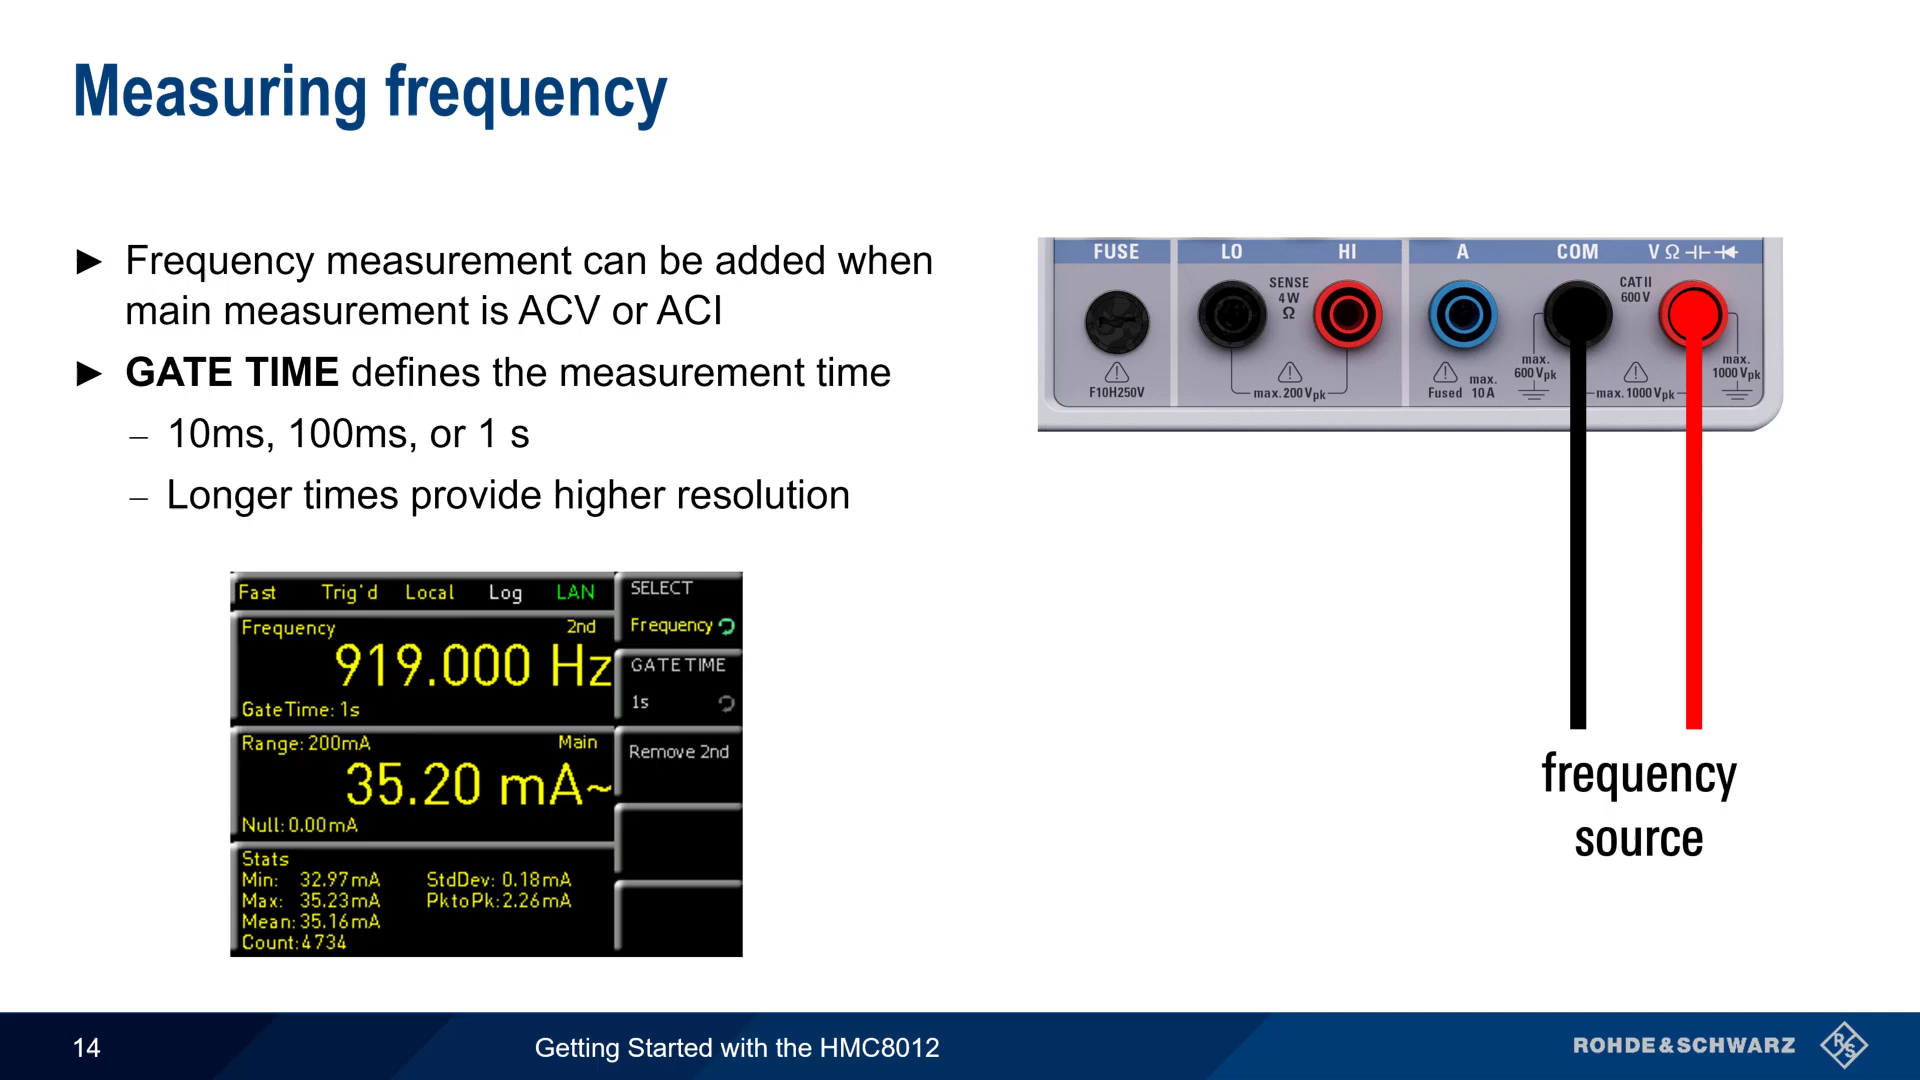 Measuring frequency
► Frequency measurement can be added when
main measurement is ACV or ACI
► GATE TIME defines the measurement time
– 10ms, 100ms, or 1 s
– Longer times provide higher resolution
Fast Trig'd Local Log LAN
Frequency 2nd
919.000 Hz
GateTime: 1s
Range: 200mA Main
35.20 mA~
Null: 0.00mA
Stats
Min: 32.97mA StdDev: 0.18mA
Max: 35.23mA PktoPk: 2.26mA
Mean: 35.16mA
Count: 4734
SELECT
Frequency
GATE TIME
1s
Remove 2nd
FUSE LO HI A COM V Ω
SENSE
4W
Ω
CAT II
600 V
F10H250V
max. 200 Vpk
Fused
max.
10 A
max.
600 Vpk
max. 1000 Vpk
max.
1000 Vpk
frequency
source
14
Getting Started with the HMC8012
ROHDE & SCHWARZ
R S